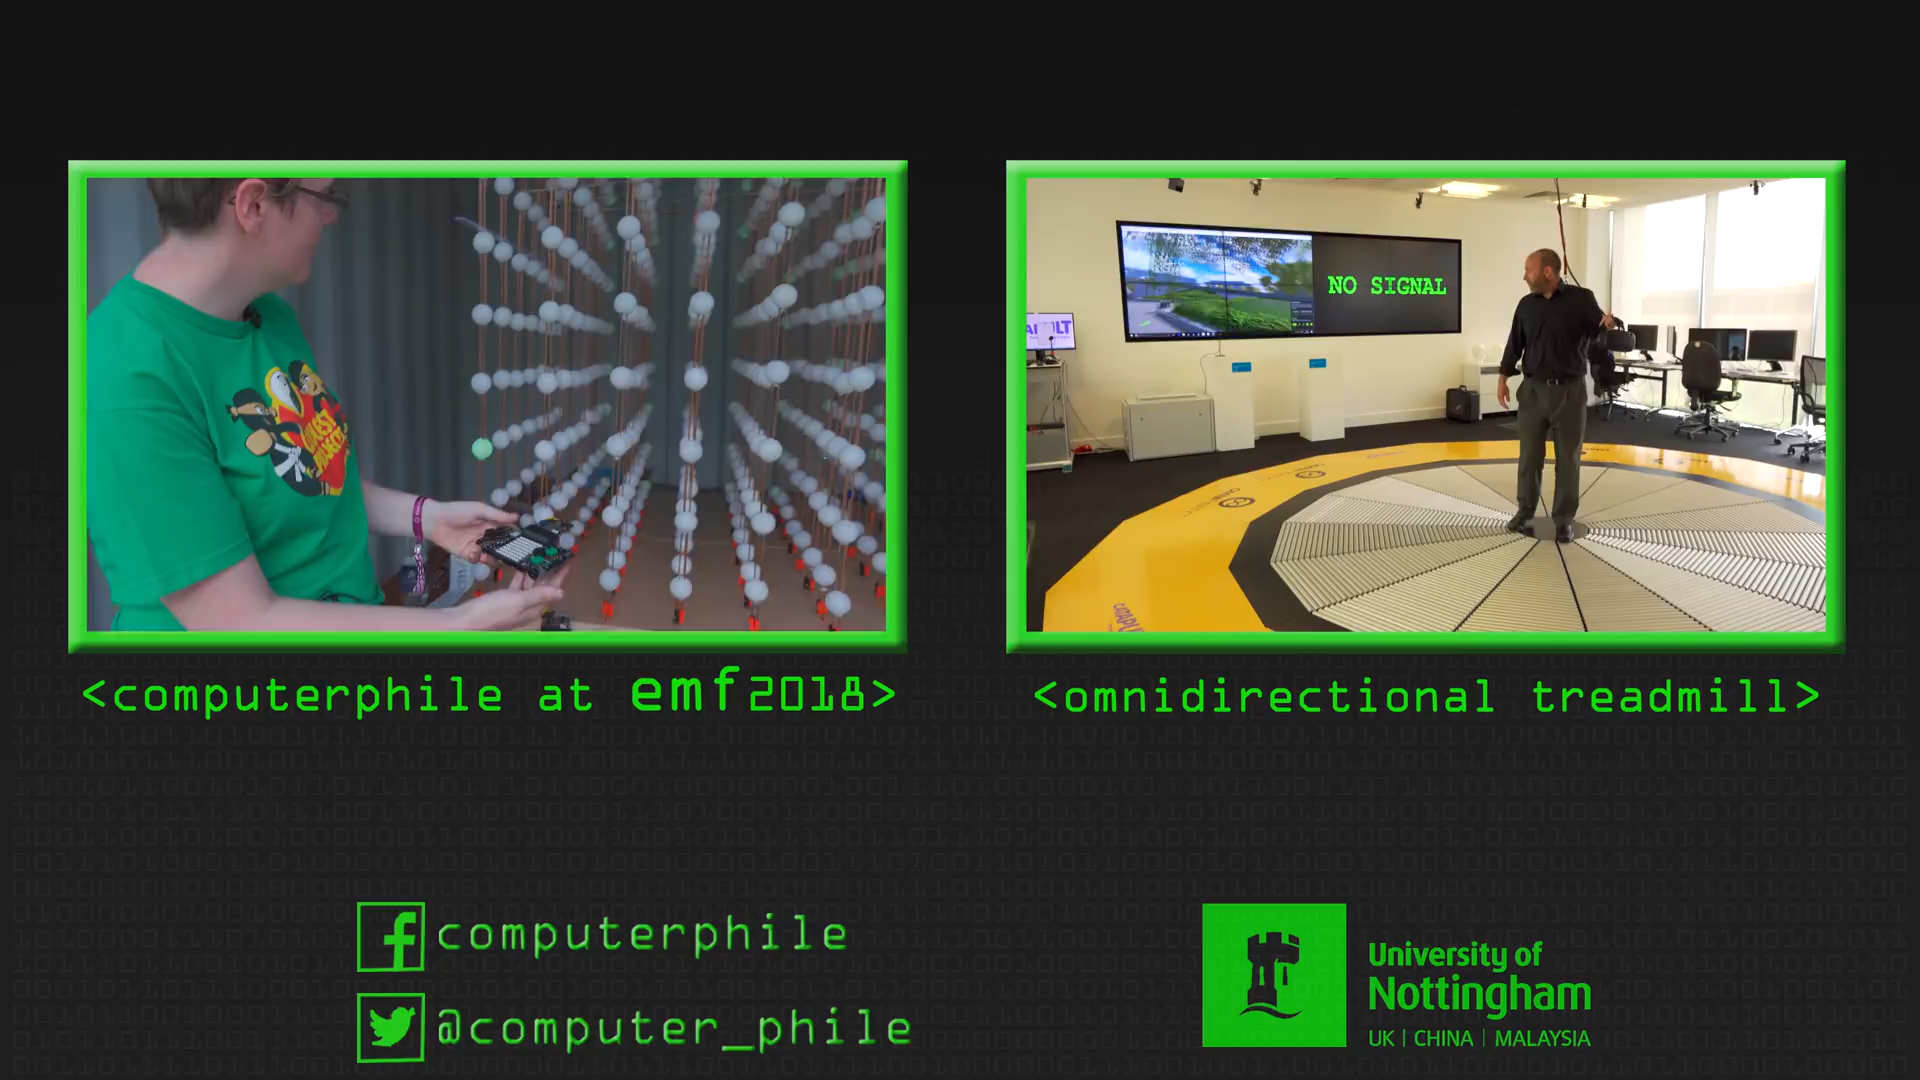 NO SIGNAL
<computerphile at emf2018>
<omnidirectional treadmill>
computerphile
@computer_phile
University of
Nottingham
UK | CHINA | MALAYSIA